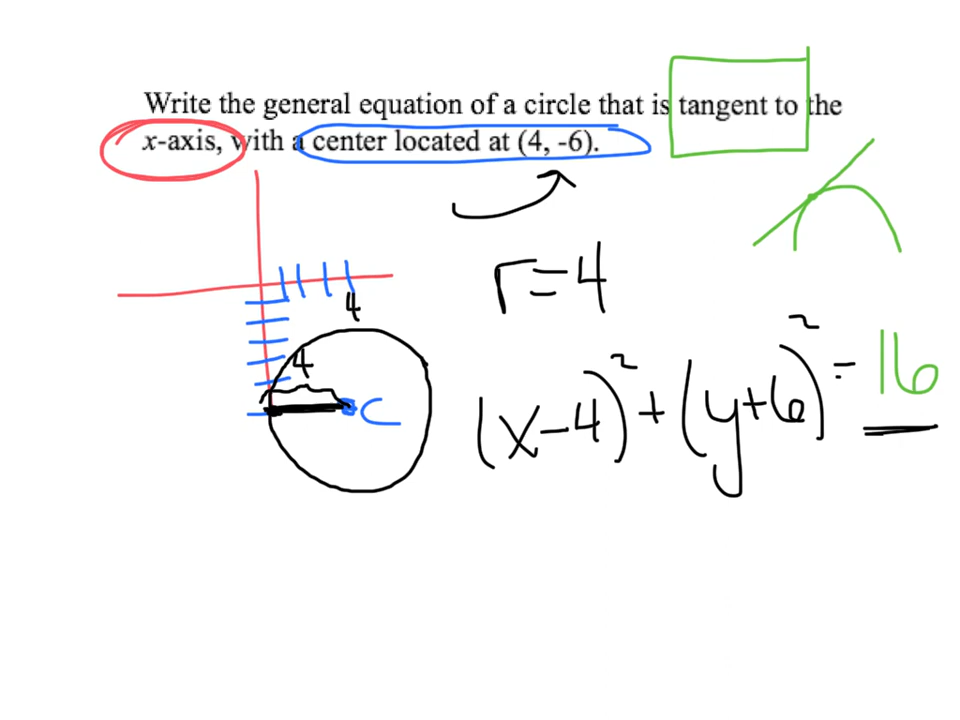 Write the general equation of a circle that is tangent to the
x-axis, with a center located at (4, -6).
r=4
4
4
C
(x-4)²+(y+6)²=16